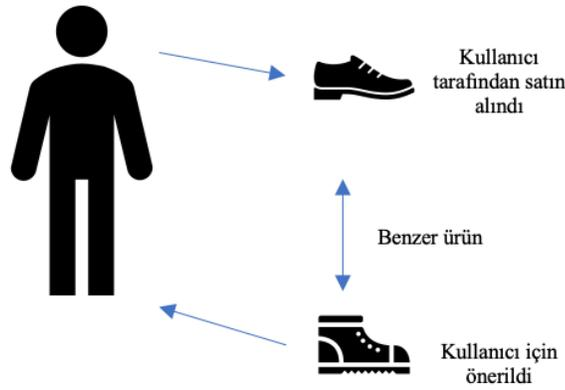 Kullanıcı
tarafından satın
alındı
Benzer ürün
Kullanıcı için
önerildi